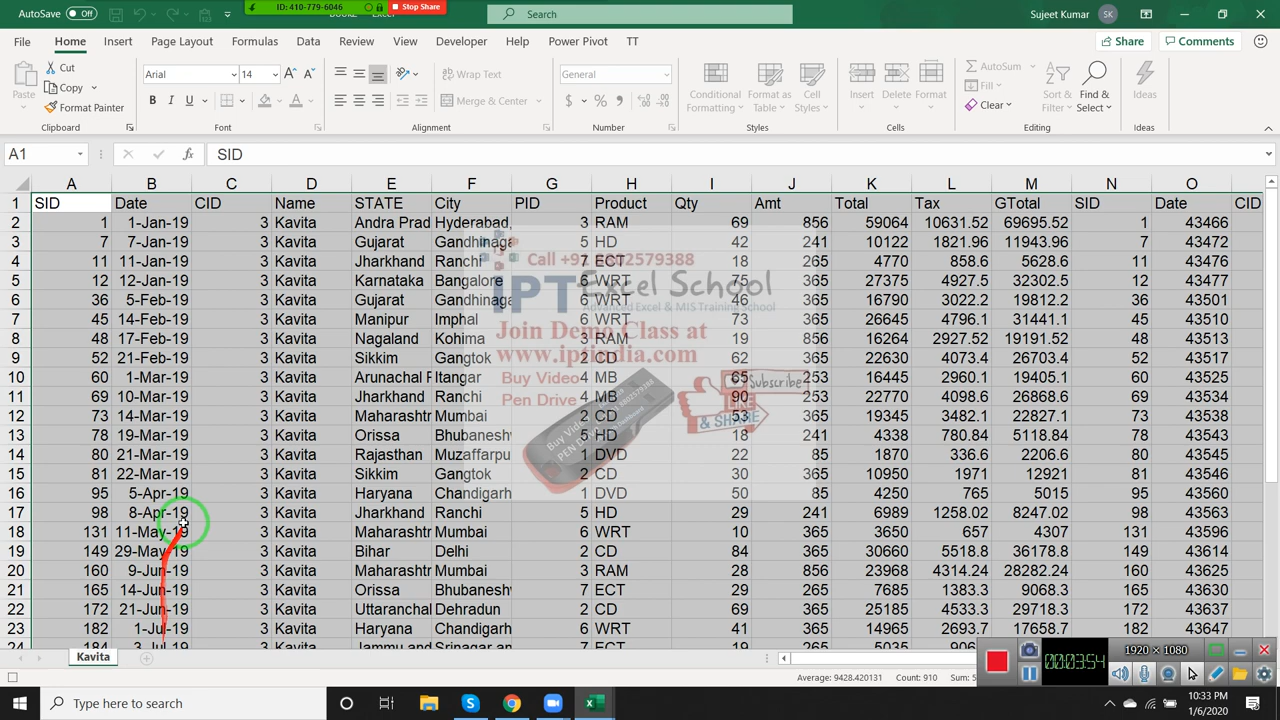 AutoSave Off
Book2 - Excel
ID: 410-779-6046 Stop Share
Search
Sujeet Kumar SK
File Home Insert Page Layout Formulas Data Review View Developer Help Power Pivot TT Share Comments
Paste Cut Copy Format Painter Clipboard
Arial 14 A A B I U A Font
ab Wrap Text Merge & Center Alignment
General $ % , Number
Conditional Formatting Format as Table Cell Styles Styles
Insert Delete Format Cells
AutoSum Fill Clear Sort & Filter Find & Select Editing
Ideas Ideas
A1 fx SID
A B C D E F G H I J K L M N O
1 SID Date CID Name STATE City PID Product Qty Amt Total Tax GTotal SID Date CID
2 1 1-Jan-19 3 Kavita Andra Prad Hyderabad, 3 RAM 69 856 59064 10631.52 69695.52 1 43466
3 7 7-Jan-19 3 Kavita Gujarat Gandhinaga 5 HD 42 241 10122 1821.96 11943.96 7 43472
4 11 11-Jan-19 3 Kavita Jharkhand Ranchi 7 ECT 18 265 4770 858.6 5628.6 11 43476
5 12 12-Jan-19 3 Kavita Karnataka Bangalore 6 WRT 75 365 27375 4927.5 32302.5 12 43477
6 36 5-Feb-19 3 Kavita Gujarat Gandhinaga 6 WRT 46 365 16790 3022.2 19812.2 36 43501
7 45 14-Feb-19 3 Kavita Manipur Imphal 6 WRT 73 365 26645 4796.1 31441.1 45 43510
8 48 17-Feb-19 3 Kavita Nagaland Kohima 3 RAM 19 856 16264 2927.52 19191.52 48 43513
9 52 21-Feb-19 3 Kavita Sikkim Gangtok 2 CD 62 365 22630 4073.4 26703.4 52 43517
10 60 1-Mar-19 3 Kavita Arunachal P Itangar 4 MB 65 253 16445 2960.1 19405.1 60 43525
11 69 10-Mar-19 3 Kavita Jharkhand Ranchi 4 MB 90 253 22770 4098.6 26868.6 69 43534
12 73 14-Mar-19 3 Kavita Maharashtr Mumbai 2 CD 53 365 19345 3482.1 22827.1 73 43538
13 78 19-Mar-19 3 Kavita Orissa Bhubanesh 5 HD 18 241 4338 780.84 5118.84 78 43543
14 80 21-Mar-19 3 Kavita Rajasthan Muzaffarpur 1 DVD 22 85 1870 336.6 2206.6 80 43545
15 81 22-Mar-19 3 Kavita Sikkim Gangtok 2 CD 30 365 10950 1971 12921 81 43546
16 95 5-Apr-19 3 Kavita Haryana Chandigarh 1 DVD 50 85 4250 765 5015 95 43560
17 98 8-Apr-19 3 Kavita Jharkhand Ranchi 5 HD 29 241 6989 1258.02 8247.02 98 43563
18 131 11-May-19 3 Kavita Maharashtr Mumbai 6 WRT 10 365 3650 657 4307 131 43596
19 149 29-May-19 3 Kavita Bihar Delhi 2 CD 84 365 30660 5518.8 36178.8 149 43614
20 160 9-Jun-19 3 Kavita Maharashtr Mumbai 3 RAM 28 856 23968 4314.24 28282.24 160 43625
21 165 14-Jun-19 3 Kavita Orissa Bhubanesh 7 ECT 29 265 7685 1383.3 9068.3 165 43630
22 172 21-Jun-19 3 Kavita Uttaranchal Dehradun 2 CD 69 365 25185 4533.3 29718.3 172 43637
23 182 1-Jul-19 3 Kavita Haryana Chandigarh 6 WRT 41 365 14965 2693.7 17658.7 182 43647
24 184 3-Jul-19 3 Kavita Jammu and Srinagar
Call +91
02579388
iPT Excel School
Advanced Excel & MIS Training School
Join Demo Class at
www.iptindia.com
Buy Video
Pen Drive
Subscribe
LIKE
& SHARE
Kavita
Average: 9428.420131 Count: 910
00:03:54
1920 × 1080
Type here to search
10:33 PM
1/6/2020